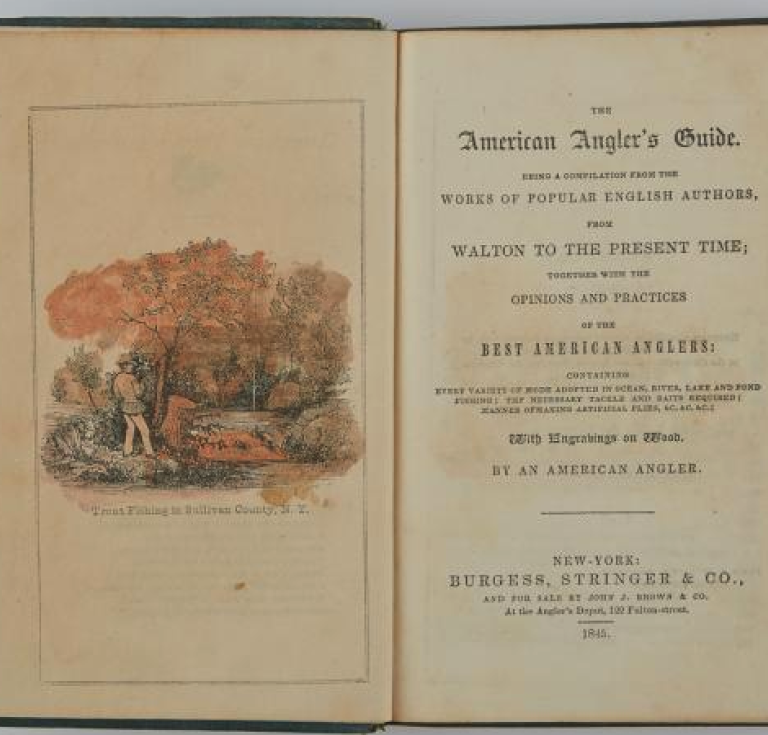 Trout Fishing in Sullivan County, N. Y.
THE
American Angler's Guide.
BEING A COMPILATION FROM THE
WORKS OF POPULAR ENGLISH AUTHORS,
FROM
WALTON TO THE PRESENT TIME;
TOGETHER WITH THE
OPINIONS AND PRACTICES
OF THE
BEST AMERICAN ANGLERS:
CONTAINING
EVERY VARIETY OF MODE ADOPTED IN OCEAN, RIVER, LAKE AND POND
FISHING; THE NECESSARY TACKLE AND BAITS REQUIRED;
MANNER OF MAKING ARTIFICIAL FLIES, &C, &C, &C.;
With Engravings on Wood.
BY AN AMERICAN ANGLER.
NEW-YORK:
BURGESS, STRINGER & CO.,
AND FOR SALE BY JOHN J. BROWN & CO.
At the Angler's Depot, 122 Fulton-street.
1845.